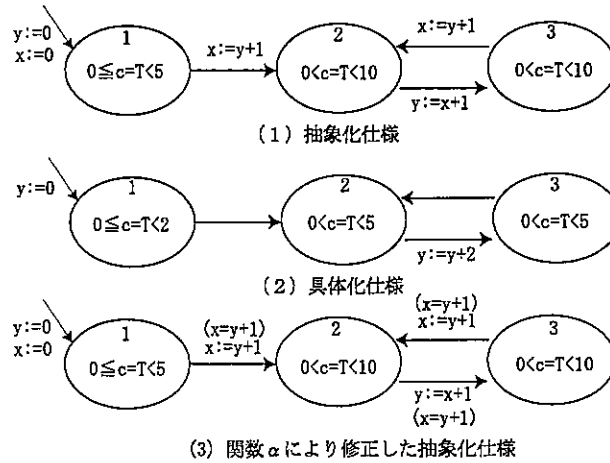 y:=0
x:=0
1
0≦c=T<5
x:=y+1
2
0<c=T<10
x:=y+1
y:=x+1
3
0<c=T<10
(1) 抽象化仕様
y:=0
1
0≦c=T<2
2
0<c=T<5
y:=y+2
3
0<c=T<5
(2) 具体化仕様
y:=0
x:=0
1
0≦c=T<5
(x=y+1)
x:=y+1
2
0<c=T<10
(x=y+1)
x:=y+1
y:=x+1
(x=y+1)
3
0<c=T<10
(3) 関数αにより修正した抽象化仕様